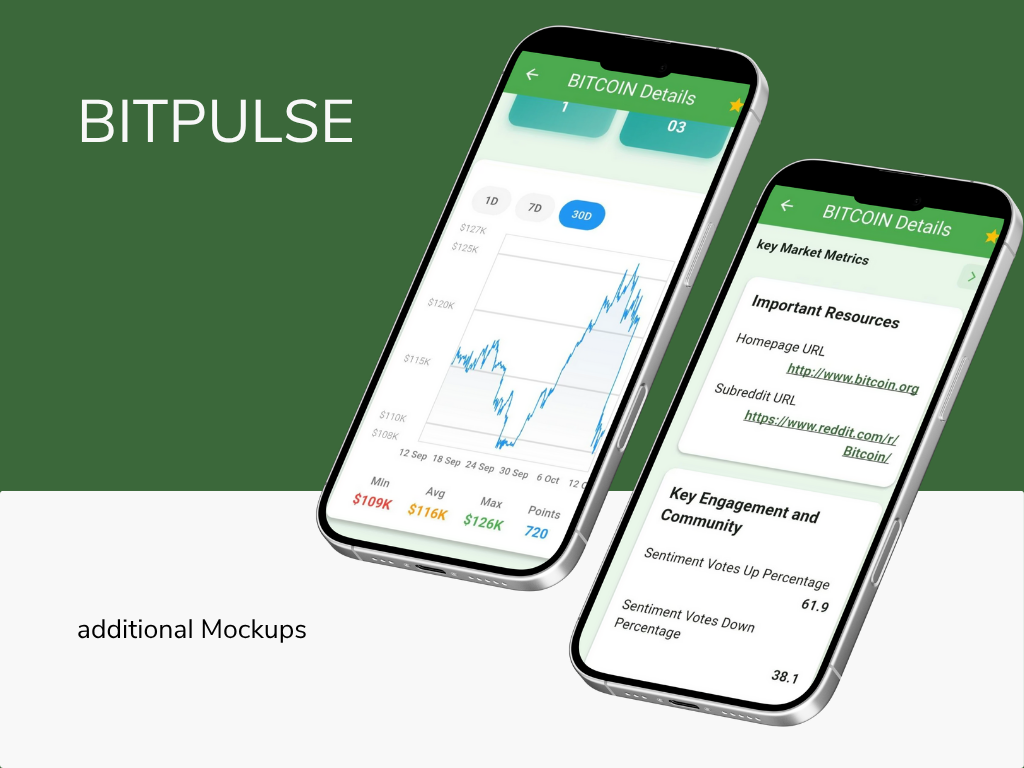 BITPULSE
additional Mockups
BITCOIN Details
1
03
1D
7D
30D
$127K
$125K
$120K
$115K
$110K
$108K
12 Sep 18 Sep 24 Sep 30 Sep 6 Oct 12
Min
Avg
Max
Points
$109K
$116K
$126K
720
BITCOIN Details
key Market Metrics
Important Resources
Homepage URL
http://www.bitcoin.org
Subreddit URL
https://www.reddit.com/r/
Bitcoin/
Key Engagement and
Community
Sentiment Votes Up Percentage
61.9
Sentiment Votes Down
Percentage
38.1